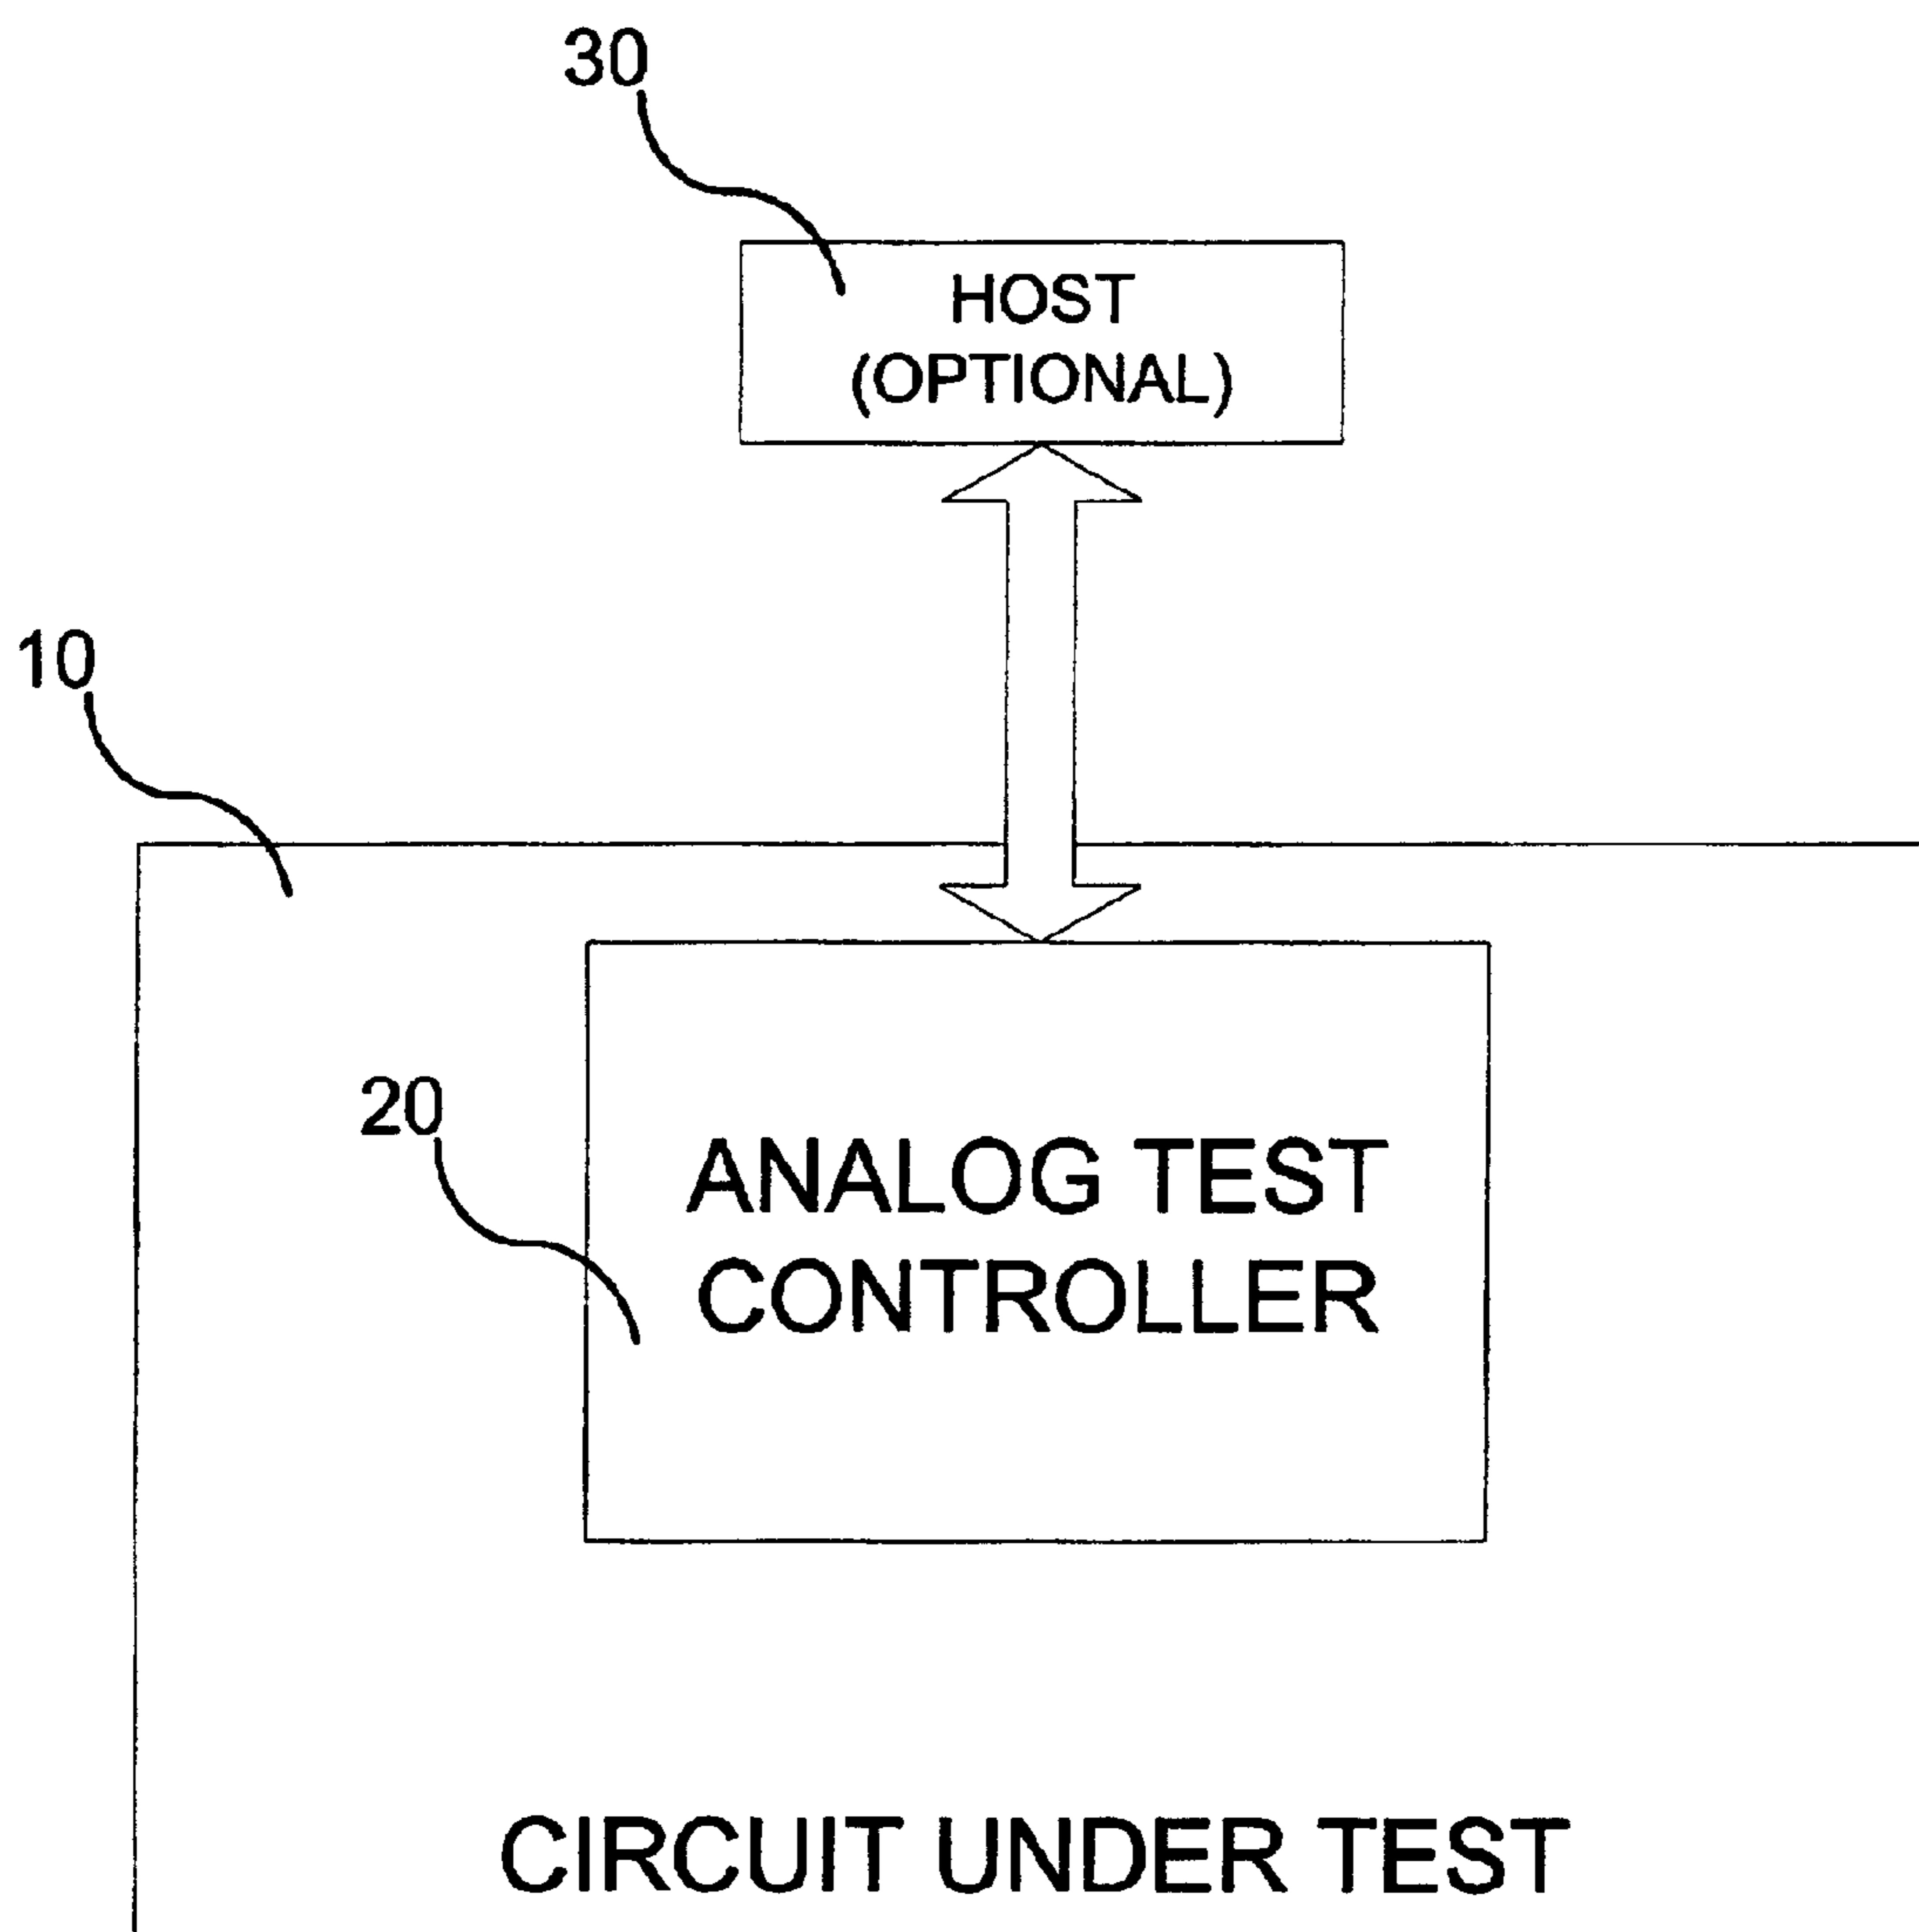 30
HOST
(OPTIONAL)
10
20
ANALOG TEST
CONTROLLER
CIRCUIT UNDER TEST